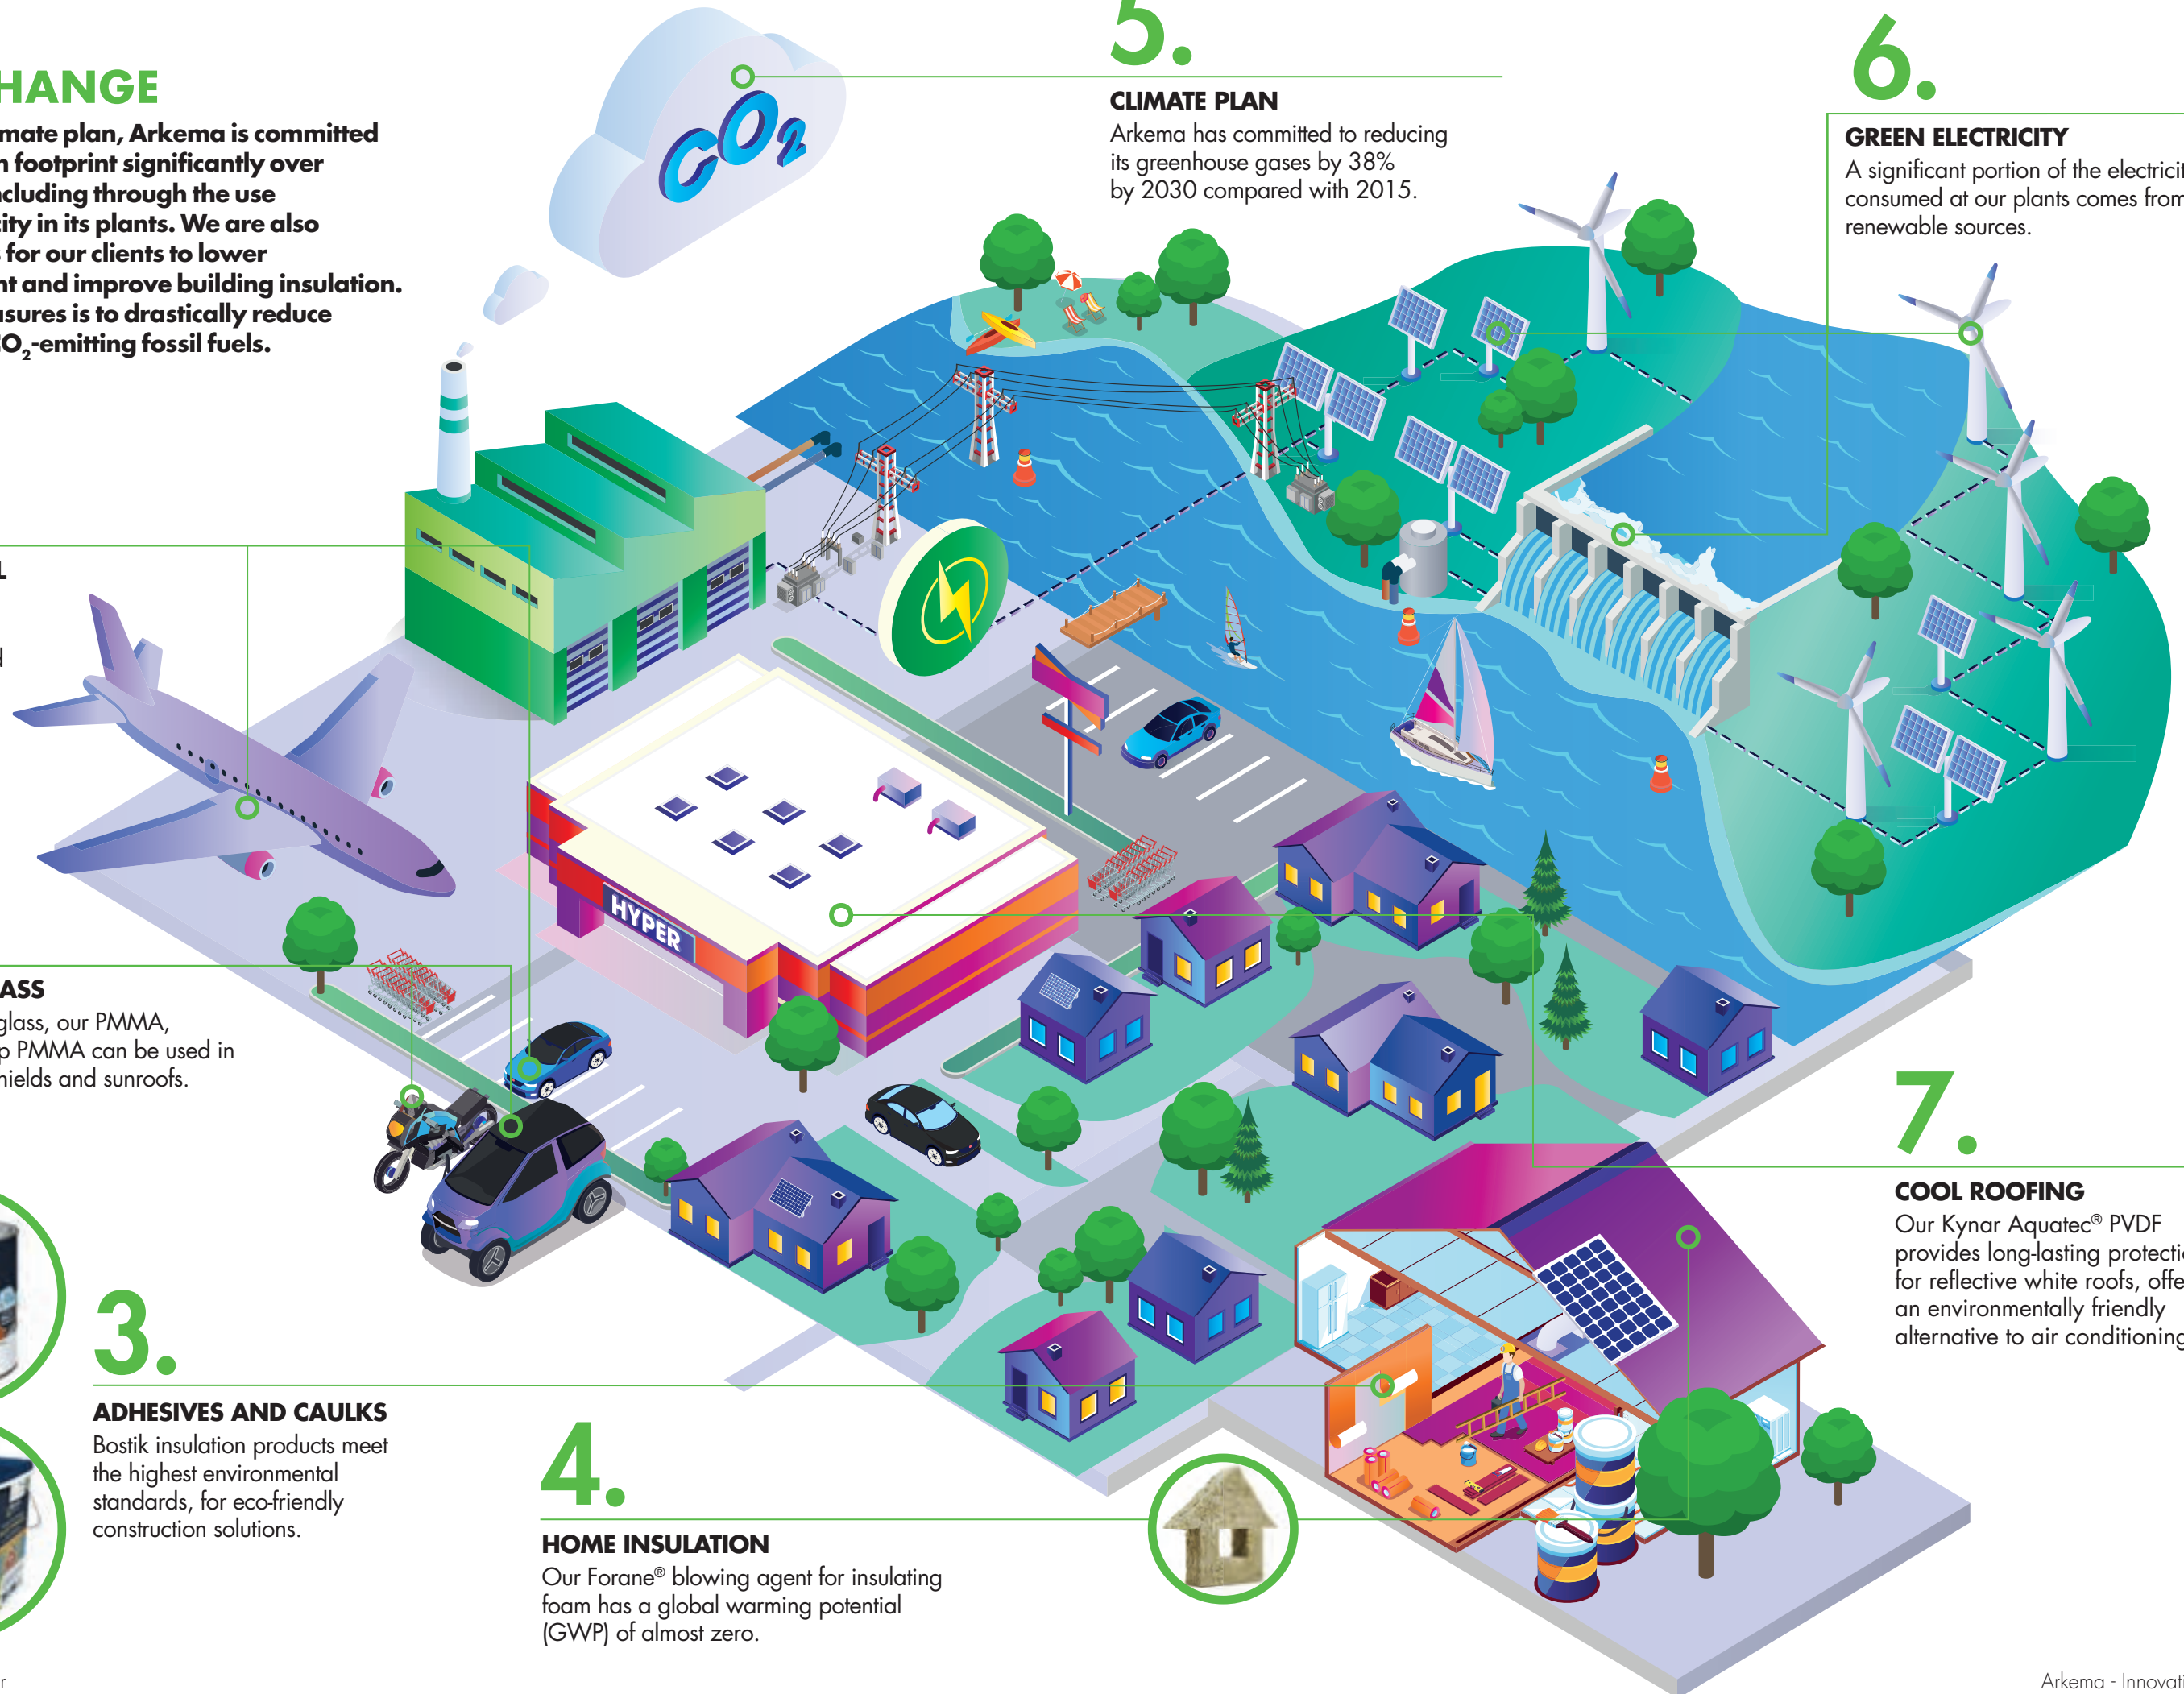 HANGE
mate plan, Arkema is committed
footprint significantly over
cluding through the use
city in its plants. We are also
for our clients to lower
nt and improve building insulation.
sures is to drastically reduce
CO₂-emitting fossil fuels.
CO₂
5.
CLIMATE PLAN
Arkema has committed to reducing
its greenhouse gases by 38%
by 2030 compared with 2015.
6.
GREEN ELECTRICITY
A significant portion of the electricit
consumed at our plants comes from
renewable sources.
L
d
HYPER
ASS
glass, our PMMA,
p PMMA can be used in
hields and sunroofs.
3.
ADHESIVES AND CAULKS
Bostik insulation products meet
the highest environmental
standards, for eco-friendly
construction solutions.
4.
HOME INSULATION
Our Forane® blowing agent for insulating
foam has a global warming potential
(GWP) of almost zero.
7.
COOL ROOFING
Our Kynar Aquatec® PVDF
provides long-lasting protecti
for reflective white roofs, offe
an environmentally friendly
alternative to air conditioning
r
Arkema - Innovati